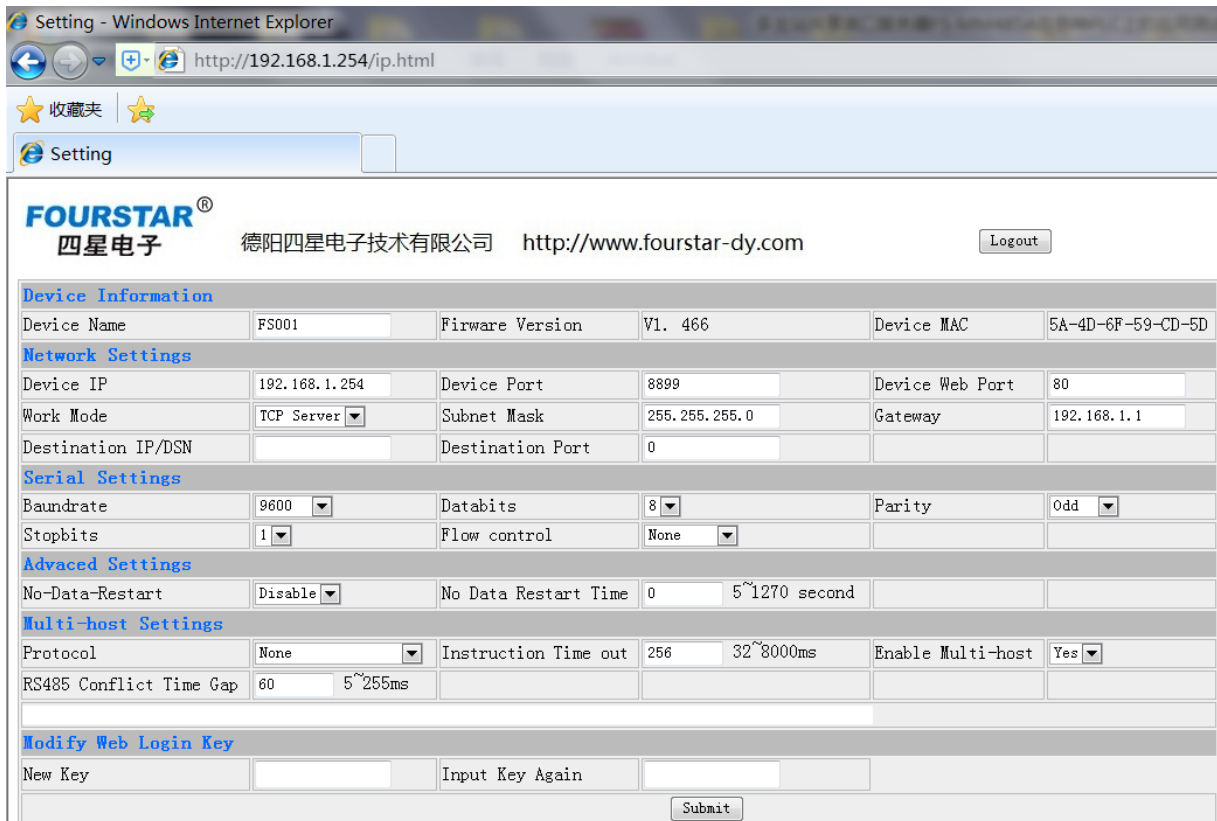 Setting - Windows Internet Explorer
http://192.168.1.254/ip.html
收藏夹
Setting
FOURSTAR®
四星电子 德阳四星电子技术有限公司 http://www.fourstar-dy.com Logout
Device Information
Device Name FS001 Firware Version V1. 466 Device MAC 5A-4D-6F-59-CD-5D
Network Settings
Device IP 192.168.1.254 Device Port 8899 Device Web Port 80
Work Mode TCP Server Subnet Mask 255.255.255.0 Gateway 192.168.1.1
Destination IP/DSN Destination Port 0
Serial Settings
Baundrate 9600 Databits 8 Parity Odd
Stopbits 1 Flow control None
Advaced Settings
No-Data-Restart Disable No Data Restart Time 0 5~1270 second
Multi-host Settings
Protocol None Instruction Time out 256 32~8000ms Enable Multi-host Yes
RS485 Conflict Time Gap 60 5~255ms
Modify Web Login Key
New Key Input Key Again
Submit